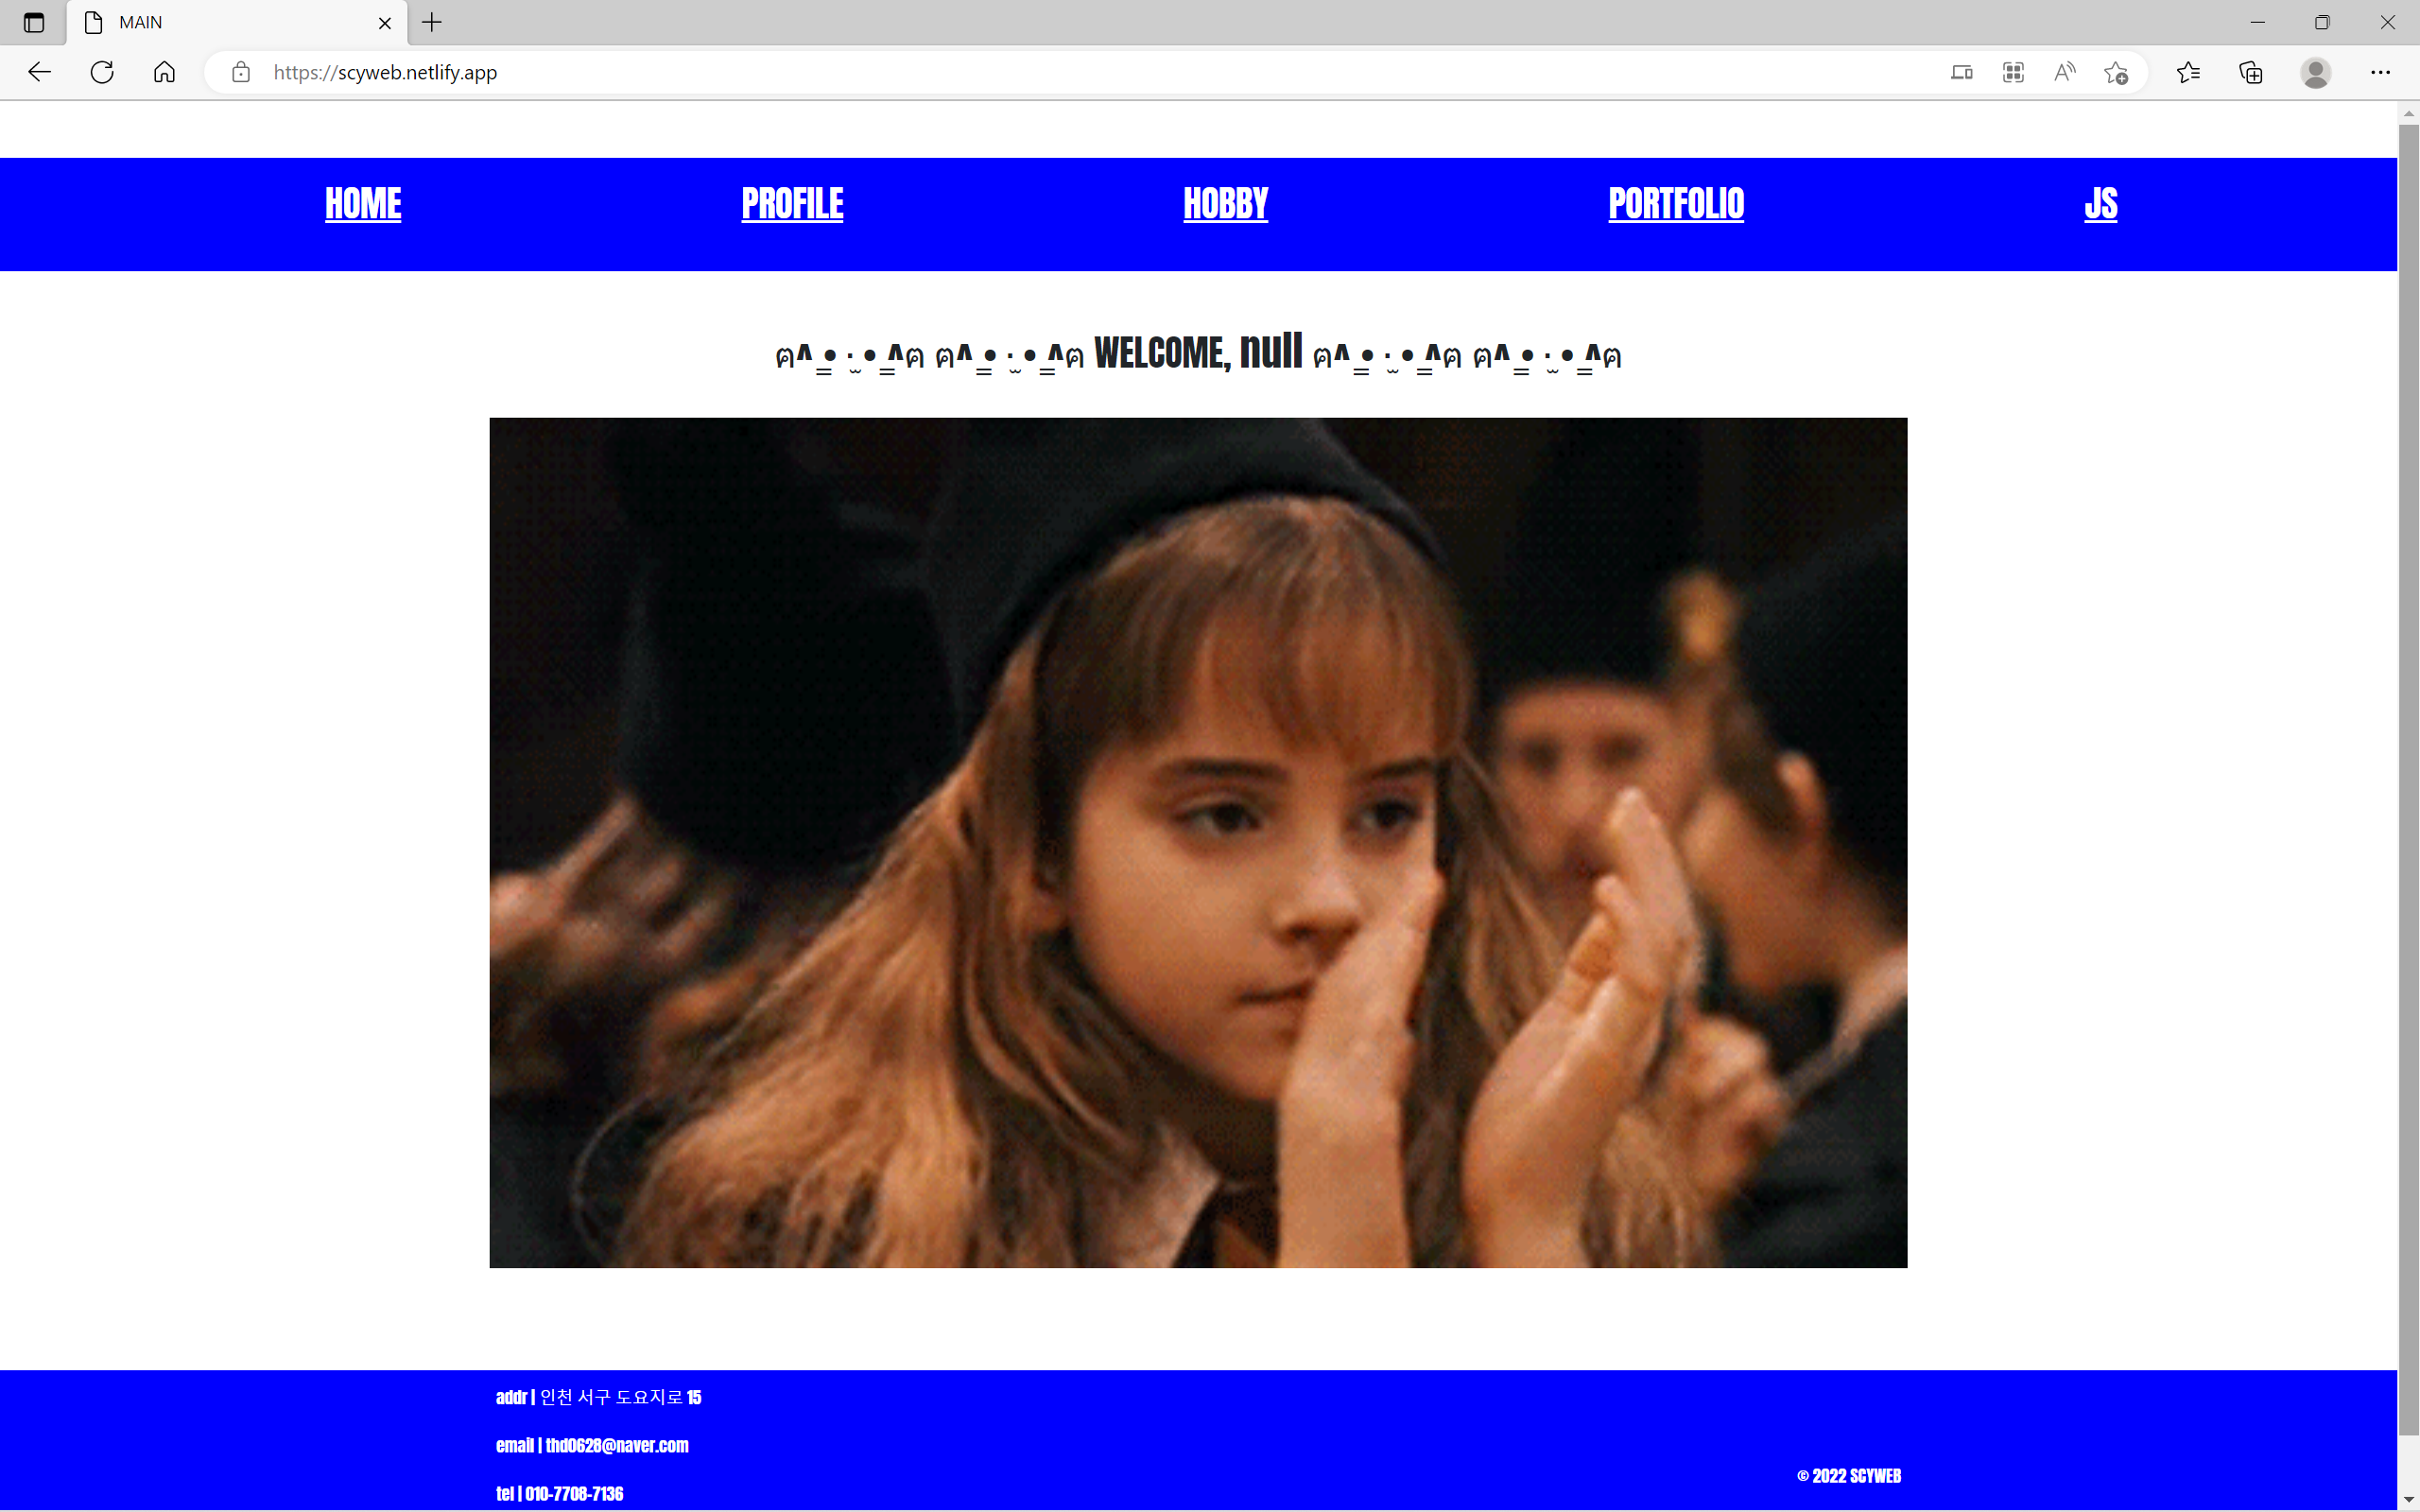 MAIN
https://scyweb.netlify.app
HOME PROFILE HOBBY PORTFOLIO JS
ฅ^._.^ฅ ฅ^._.^ฅ WELCOME, null ฅ^._.^ฅ ฅ^._.^ฅ
addr | 인천 서구 도요지로 15
email | thd0628@naver.com
© 2022 SCYWEB
tel | 010-7708-7136